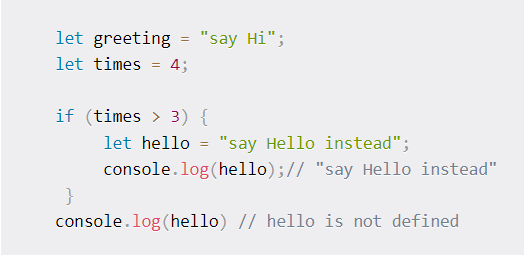 let greeting = "say Hi";
let times = 4;
if (times > 3) {
let hello = "say Hello instead";
console.log(hello);// "say Hello instead"
}
console.log(hello) // hello is not defined